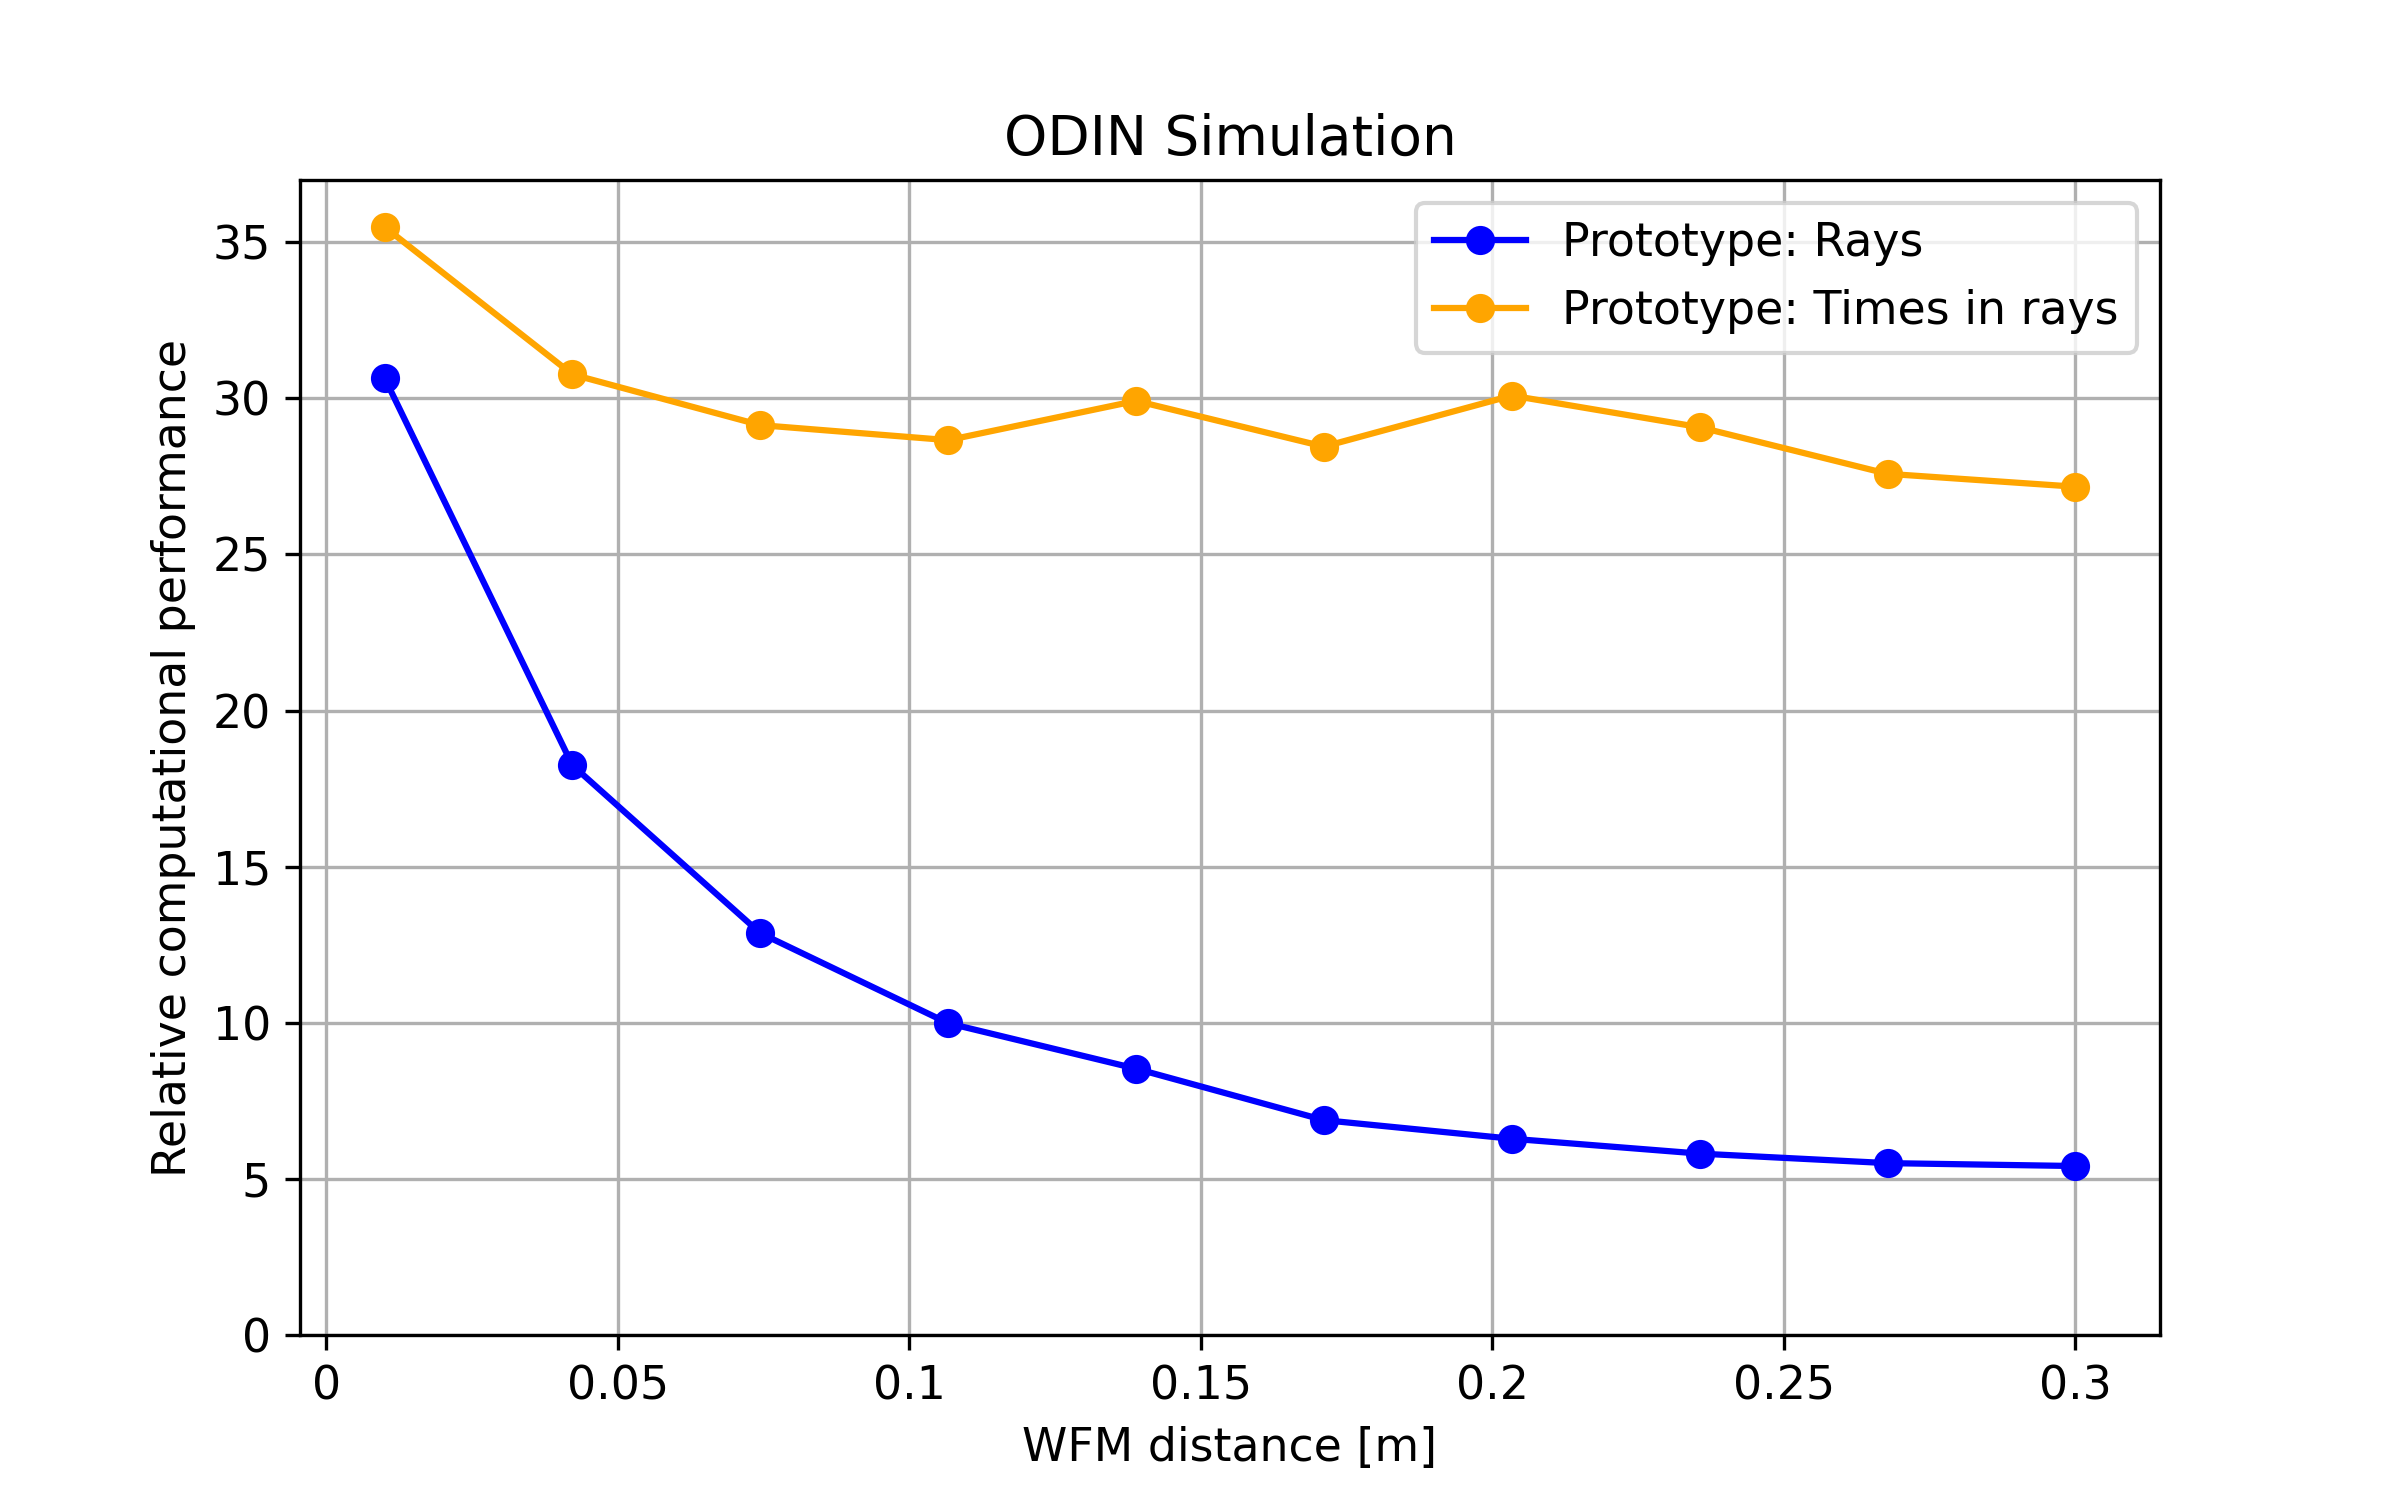 ODIN Simulation
Prototype: Rays
Prototype: Times in rays
Relative computational performance
35
30
25
20
15
10
5
0
0 0.05 0.1 0.15 0.2 0.25 0.3
WFM distance [m]